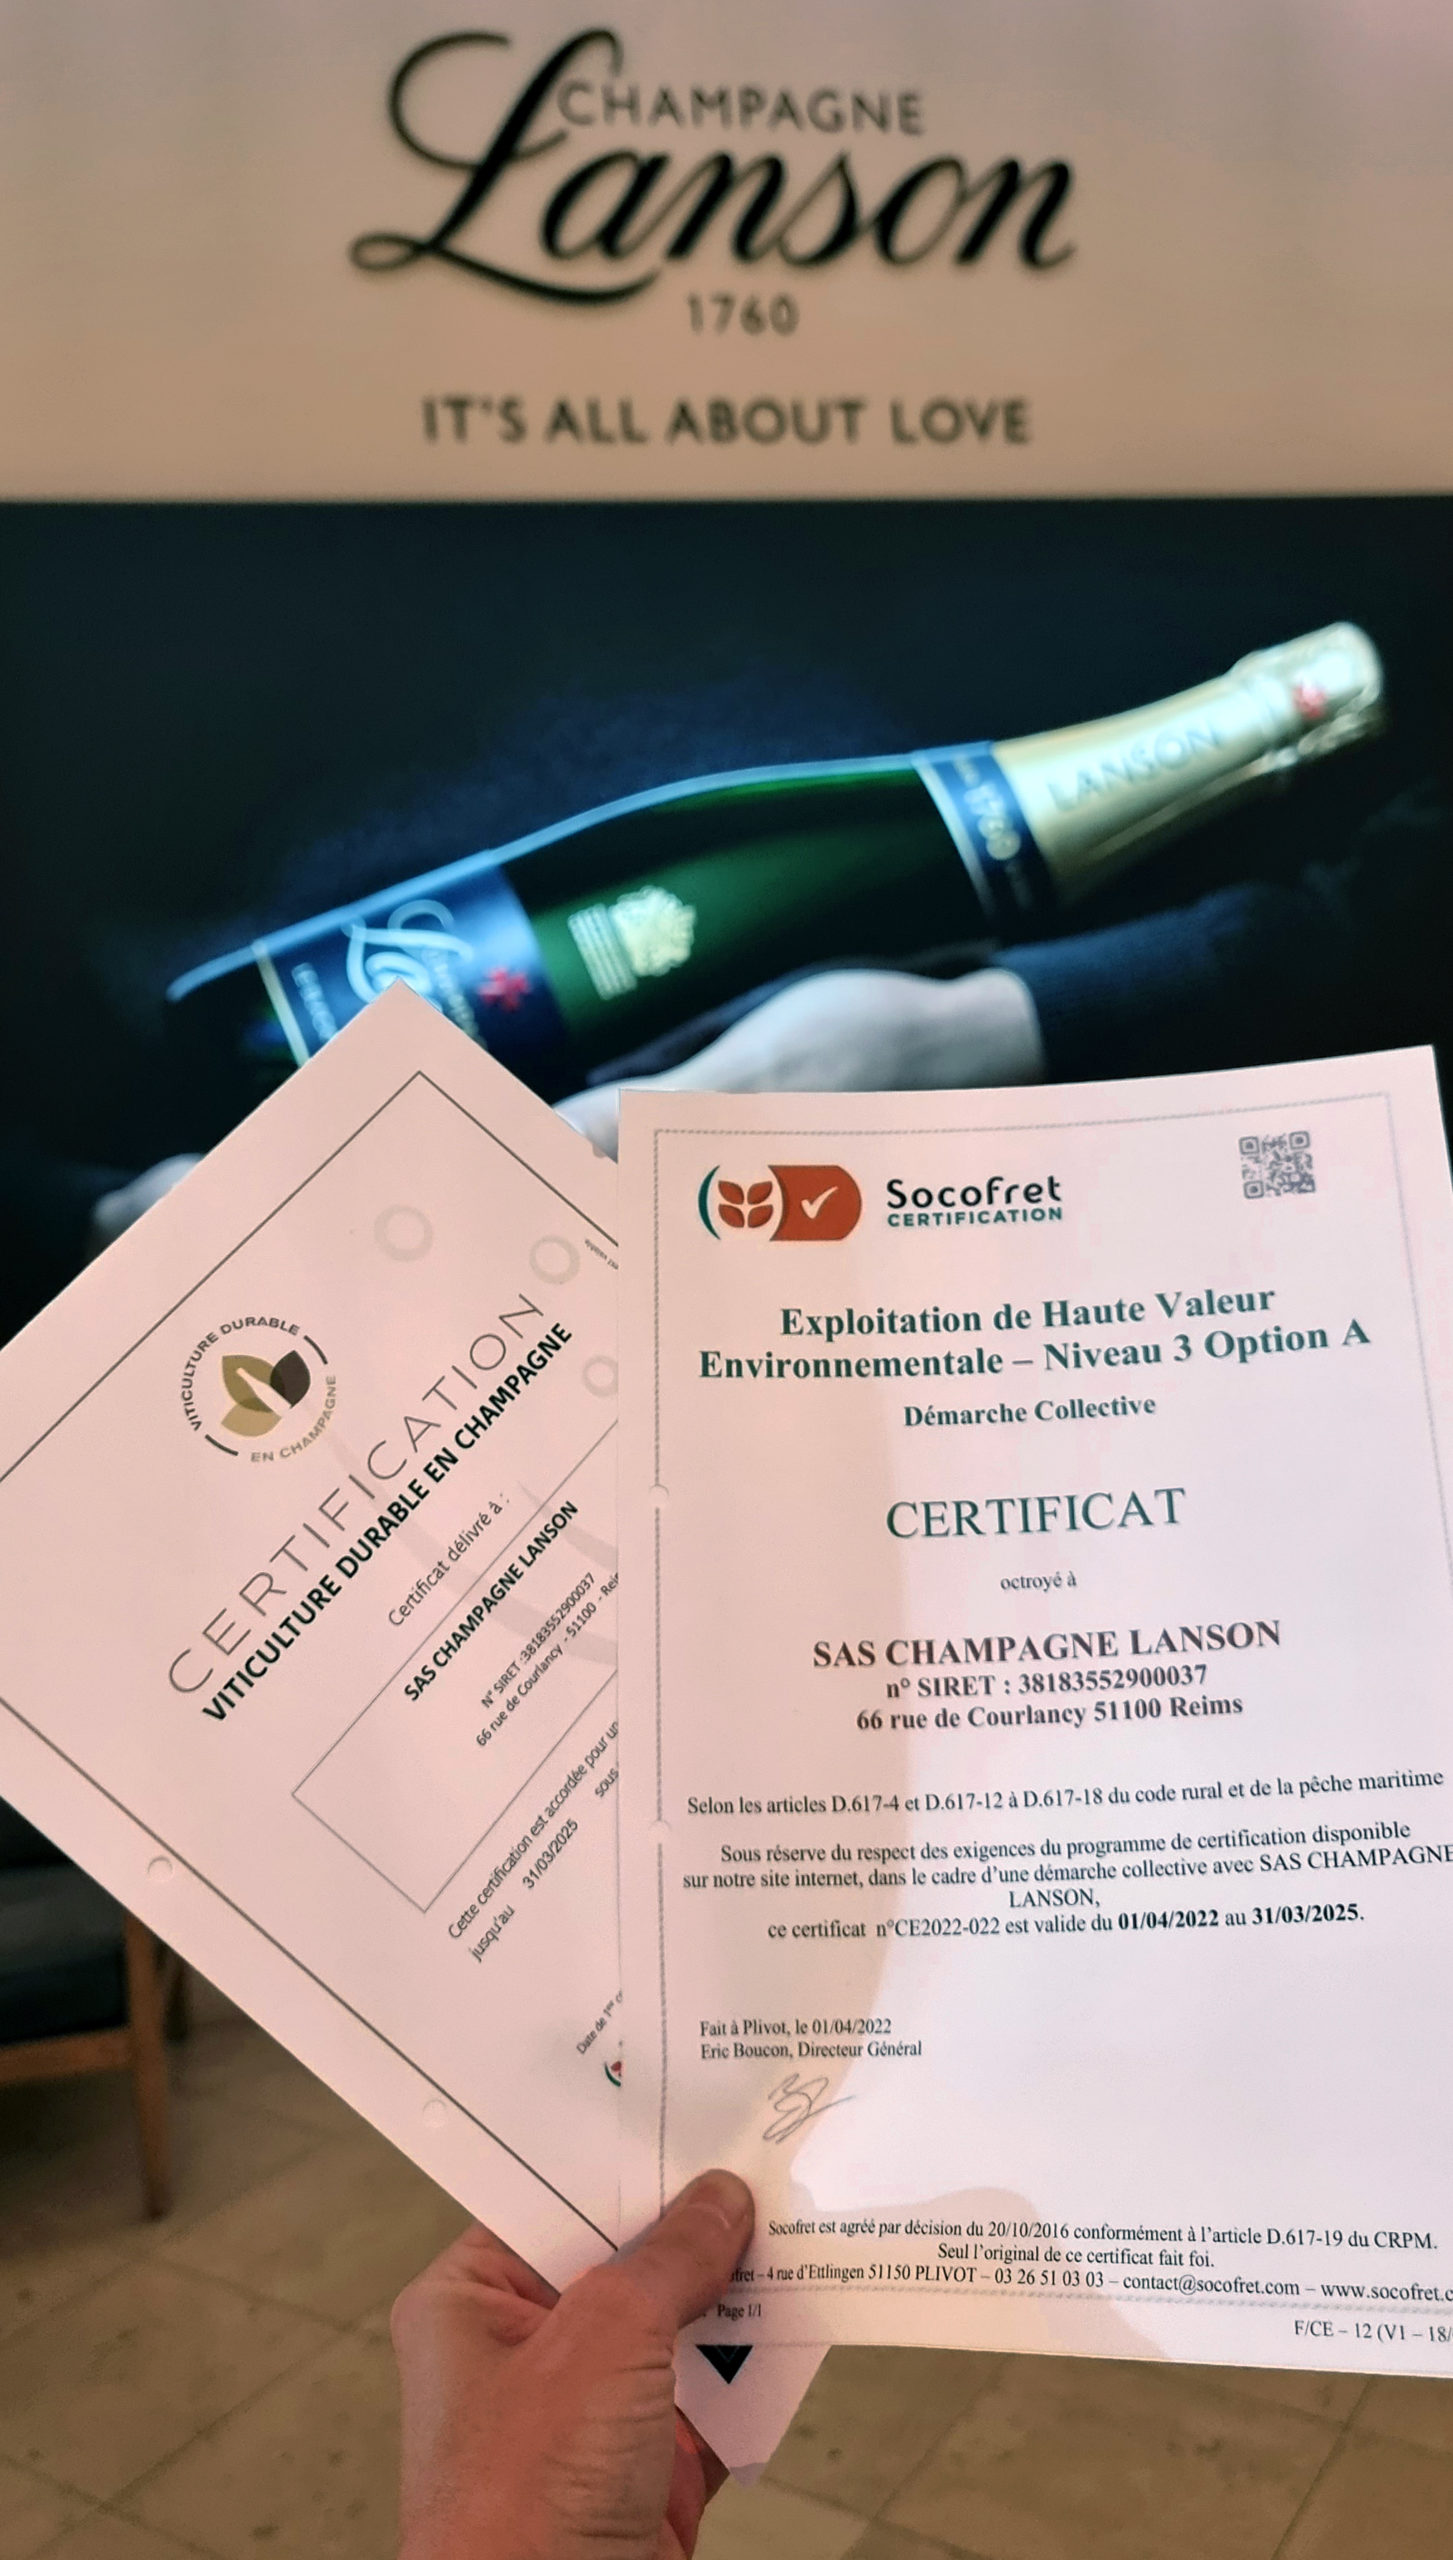 CHAMPAGNE
Lanson
1760
IT'S ALL ABOUT LOVE
LANSON
1760
VITICULTURE DURABLE
EN CHAMPAGNE
CERTIFICATION
VITICULTURE DURABLE EN CHAMPAGNE
Certificat délivré à :
SAS CHAMPAGNE LANSON
N° SIRET :38183552900037
66 rue de Courlancy - 51100 -
Cette certification est accordée pour
jusqu'au 31/03/2025 sous
Date de 1ère
Socofret
CERTIFICATION
Exploitation de Haute Valeur
Environnementale – Niveau 3 Option A
Démarche Collective
CERTIFICAT
octroyé à
SAS CHAMPAGNE LANSON
n° SIRET : 38183552900037
66 rue de Courlancy 51100 Reims
Selon les articles D.617-4 et D.617-12 à D.617-18 du code rural et de la pêche maritime
Sous réserve du respect des exigences du programme de certification disponible
sur notre site internet, dans le cadre d’une démarche collective avec SAS CHAMPAGNE
LANSON,
ce certificat n°CE2022-022 est valide du 01/04/2022 au 31/03/2025.
Fait à Plivot, le 01/04/2022
Eric Boucon, Directeur Général
Socofret est agréé par décision du 20/10/2016 conformément à l’article D.617-19 du CRPM.
Seul l’original de ce certificat fait foi.
– 4 rue d’Ettlingen 51150 PLIVOT – 03 26 51 03 03 – contact@socofret.com – www.socofret.c
Page 1/1
F/CE – 12 (V1 – 18/